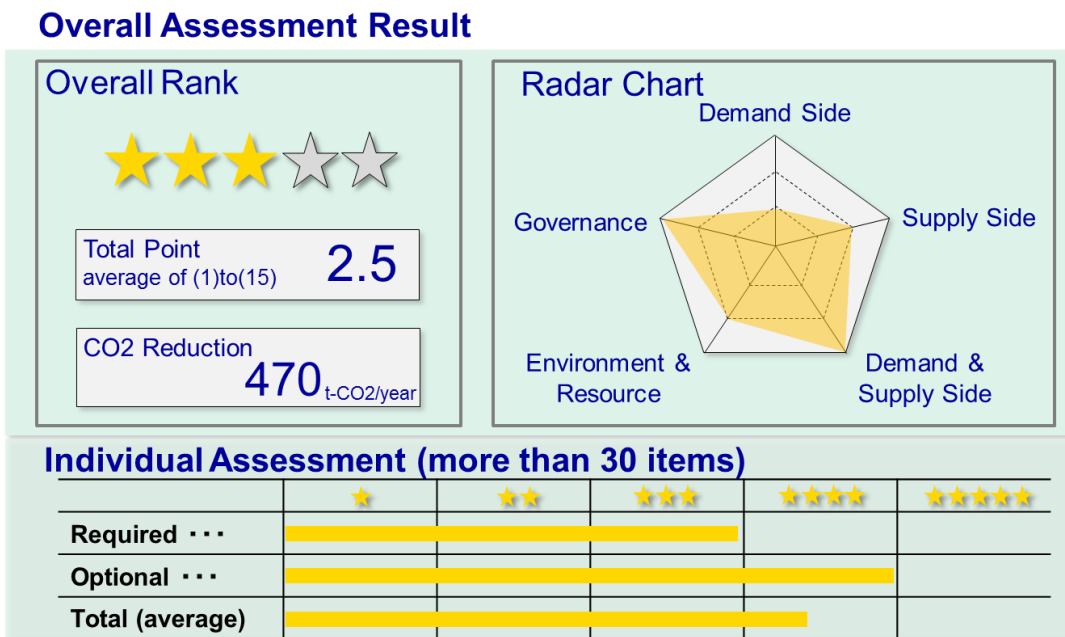 Overall Assessment Result
Overall Rank
Total Point
average of (1)to(15)
2.5
CO2 Reduction
470 t-CO2/year
Radar Chart
Demand Side
Governance
Supply Side
Environment &
Resource
Demand &
Supply Side
Individual Assessment (more than 30 items)
Required ・・・
Optional ・・・
Total (average)